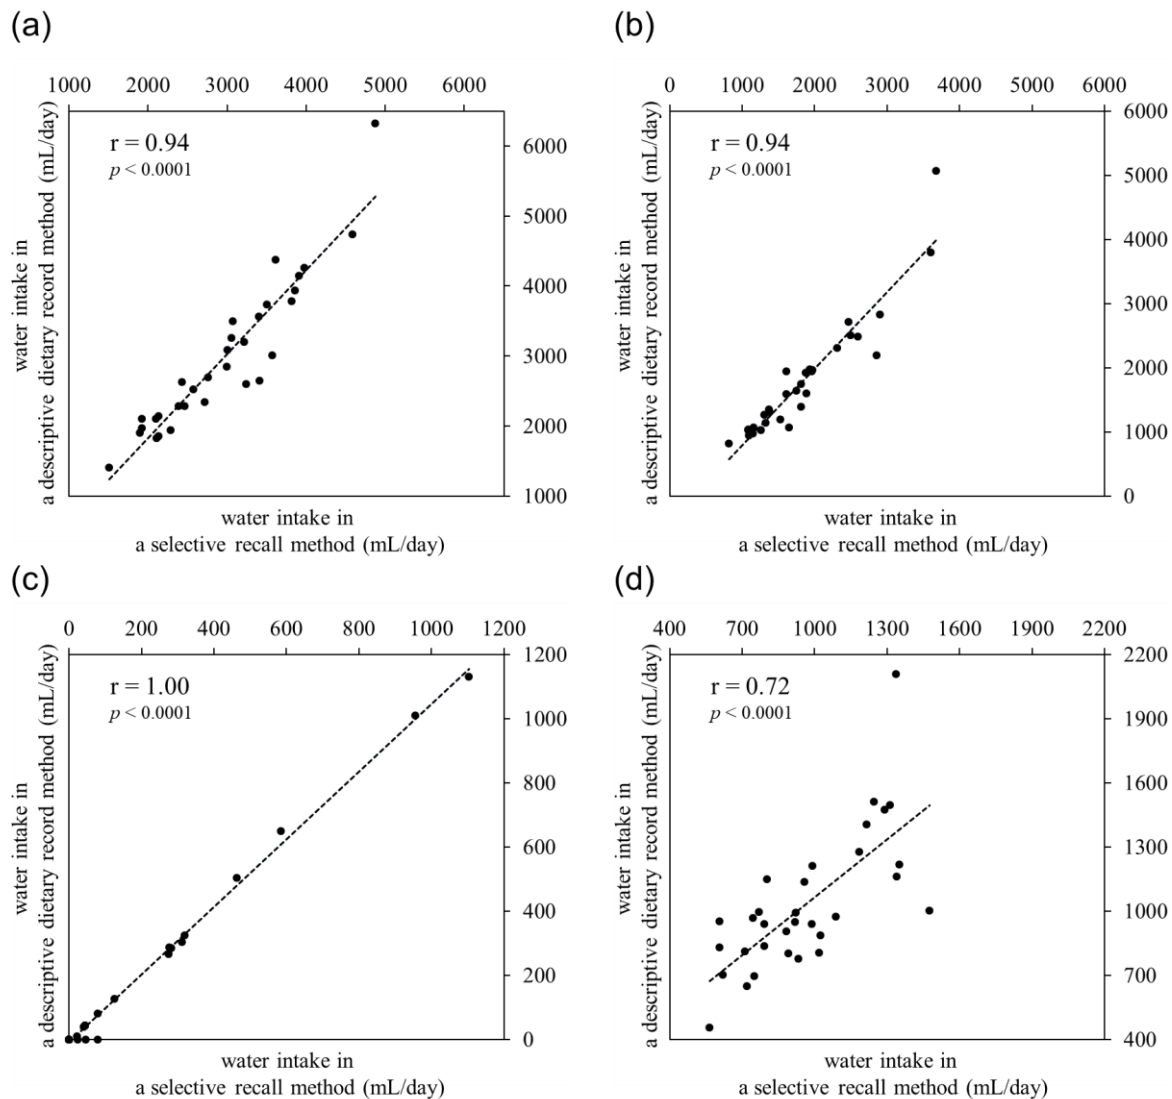 (a)
1000 2000 3000 4000 5000 6000
water intake in
a descriptive dietary record method (mL/day)
r = 0.94
p < 0.0001
6000
5000
4000
3000
2000
1000
water intake in
a selective recall method (mL/day)
(b)
0 1000 2000 3000 4000 5000 6000
water intake in
a descriptive dietary record method (mL/day)
r = 0.94
p < 0.0001
6000
5000
4000
3000
2000
1000
0
water intake in
a selective recall method (mL/day)
(c)
0 200 400 600 800 1000 1200
water intake in
a descriptive dietary record method (mL/day)
r = 1.00
p < 0.0001
1200
1000
800
600
400
200
0
water intake in
a selective recall method (mL/day)
(d)
400 700 1000 1300 1600 1900 2200
water intake in
a descriptive dietary record method (mL/day)
r = 0.72
p < 0.0001
2200
1900
1600
1300
1000
700
400
water intake in
a selective recall method (mL/day)